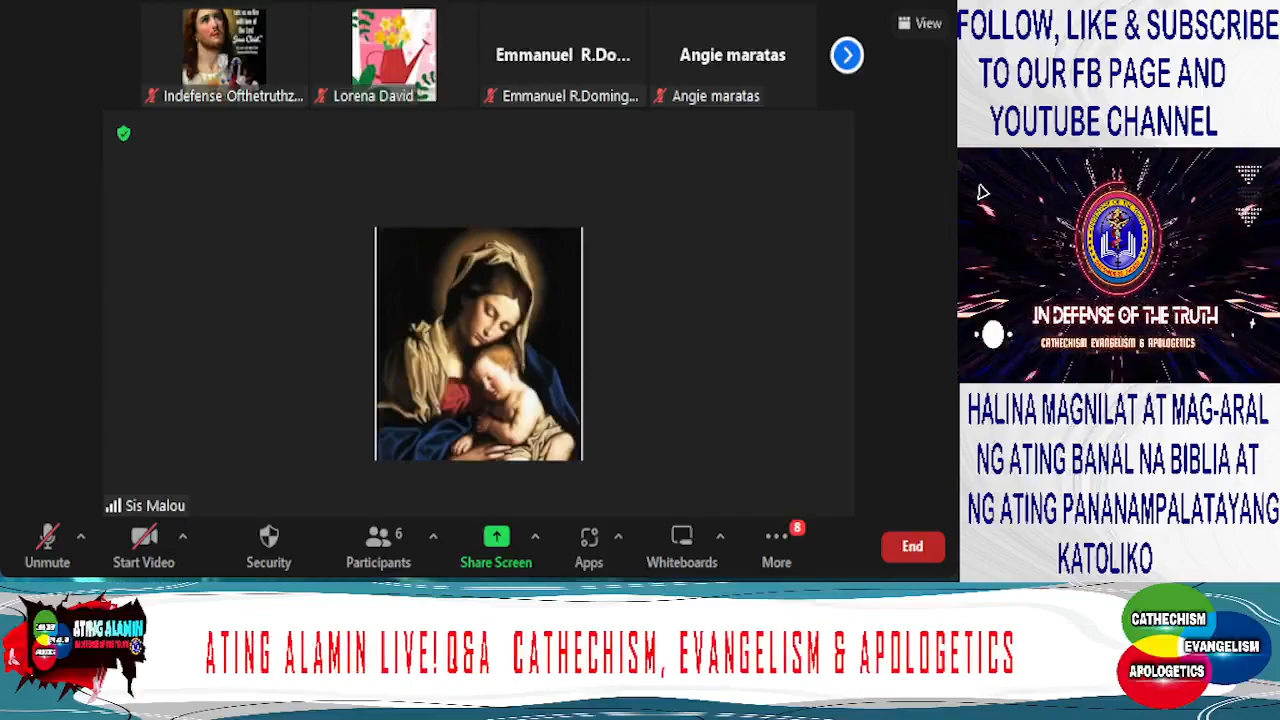 View
Emmanuel R.Do...
Angie maratas
Indefense Ofthetruthz...
Lorena David
Emmanuel R.Doming...
Angie maratas
Sis Malou
Unmute
Start Video
Security
Participants
6
Share Screen
Apps
Whiteboards
More
8
End
FOLLOW, LIKE & SUBSCRIBE
TO OUR FB PAGE AND
YOUTUBE CHANNEL
IN DEFENSE OF THE TRUTH
CATHECHISM EVANGELISM & APOLOGETICS
HALINA MAGNILAT AT MAG-ARAL
NG ATING BANAL NA BIBLIA AT
NG ATING PANANAMPALATAYANG
KATOLIKO
ATING ALAMIN
ATING ALAMIN LIVE! Q&A CATHECHISM, EVANGELISM & APOLOGETICS
CATHECHISM
EVANGELISM
APOLOGETICS